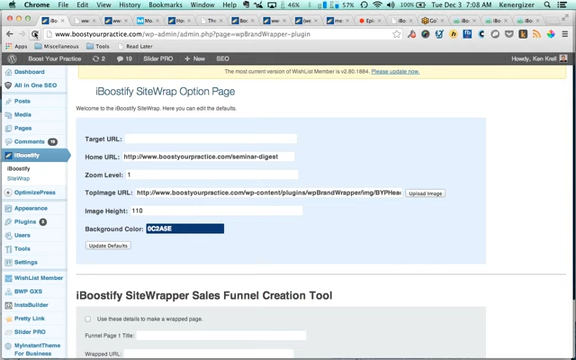 Chrome File Edit View History Bookmarks Window Help
46%
57%
Tue Dec 3 7:08 AM Kenergizer
www.boostyourpractice.com/wp-admin/admin.php?page=wpBrandWrapper-plugin
Apps Miscellaneous Tools Read Later
Boost Your Practice 2 18 + New Slider PRO SEO
Howdy, Ken Krell
The most current version of WishList Member is v2.80.1884. Please update now.
Dashboard
All in One SEO
Posts
Media
Pages
Comments 18
iBoostify
iBoostify
SiteWrap
OptimizePress
Appearance
Plugins
Users
Tools
Settings
WishList Member
BWP GXS
InstaBuilder
Pretty Link
Slider PRO
MyInstantTheme For Business
iBoostify SiteWrap Option Page
Welcome to the iBoostify SiteWrap. Here you can edit the defaults.
Target URL:
Home URL: http://www.boostyourpractice.com/seminar-digest
Zoom Level: 1
TopImage URL: http://www.boostyourpractice.com/wp-content/plugins/wpBrandWrapper/img/BYPHea Upload Image
Image Height: 110
Background Color: 0C2A5E
Update Defaults
iBoostify SiteWrapper Sales Funnel Creation Tool
Use these details to make a wrapped page.
Funnel Page 1 Title:
Wrapped URL